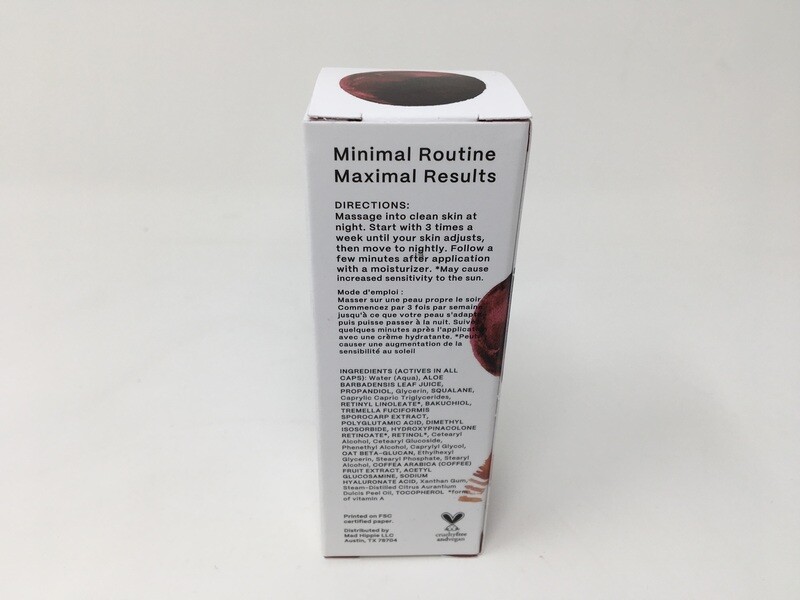 Minimal Routine
Maximal Results
DIRECTIONS:
Massage into clean skin at
night. Start with 3 times a
week until your skin adjusts,
then move to nightly. Follow a
few minutes after application
with a moisturizer. *May cause
increased sensitivity to the sun.
Mode d'emploi :
Masser sur une peau propre le soir.
Commencez par 3 fois par semaine
jusqu'à ce que votre peau s'adapte
puis puisse passer à la nuit. Suivez
quelques minutes après l'application
avec une crème hydratante. *Peut
causer une augmentation de la
sensibilité au soleil
INGREDIENTS (ACTIVES IN ALL
CAPS): Water (Aqua), ALOE
BARBADENSIS LEAF JUICE,
PROPANDIOL, Glycerin, SQUALANE,
Caprylic Capric Triglycerides,
RETINYL LINOLEATE*, BAKUCHIOL,
TREMELLA FUCIFORMIS
SPOROCARP EXTRACT,
POLYGLUTAMIC ACID, DIMETHYL
ISOSORBIDE, HYDROXYPINACOLONE
RETINOATE*, RETINOL*, Cetearyl
Alcohol, Cetearyl Glucoside,
Phenethyl Alcohol, Caprylyl Glycol,
OAT BETA-GLUCAN, Ethylhexyl
Glycerin, Stearyl Phosphate, Stearyl
Alcohol, COFFEA ARABICA (COFFEE)
FRUIT EXTRACT, ACETYL
GLUCOSAMINE, SODIUM
HYALURONATE ACID, Xanthan Gum,
Steam-Distilled Citrus Aurantium
Dulcis Peel Oil, TOCOPHEROL *form
of vitamin A
Printed on FSC
certified paper.
Distributed by
Mad Hippie LLC
Austin, TX 78704
crueltyfree
andvegan